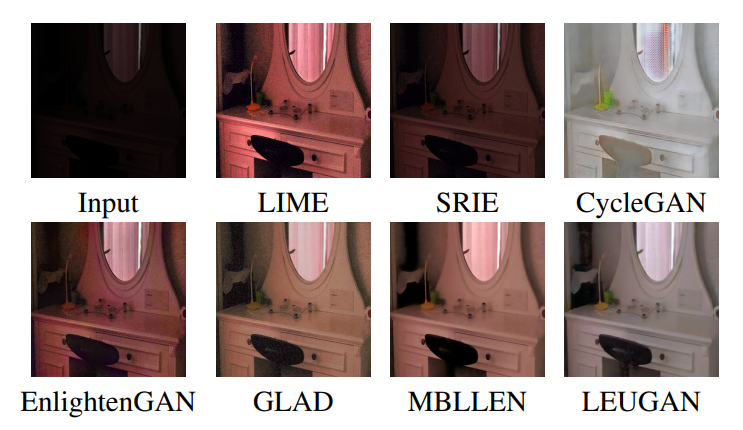 Input
LIME
SRIE
CycleGAN
EnlightenGAN
GLAD
MBLLEN
LEUGAN